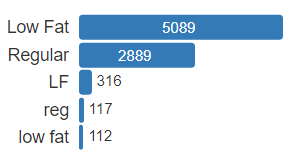 Low Fat 5089
Regular 2889
LF 316
reg 117
low fat 112